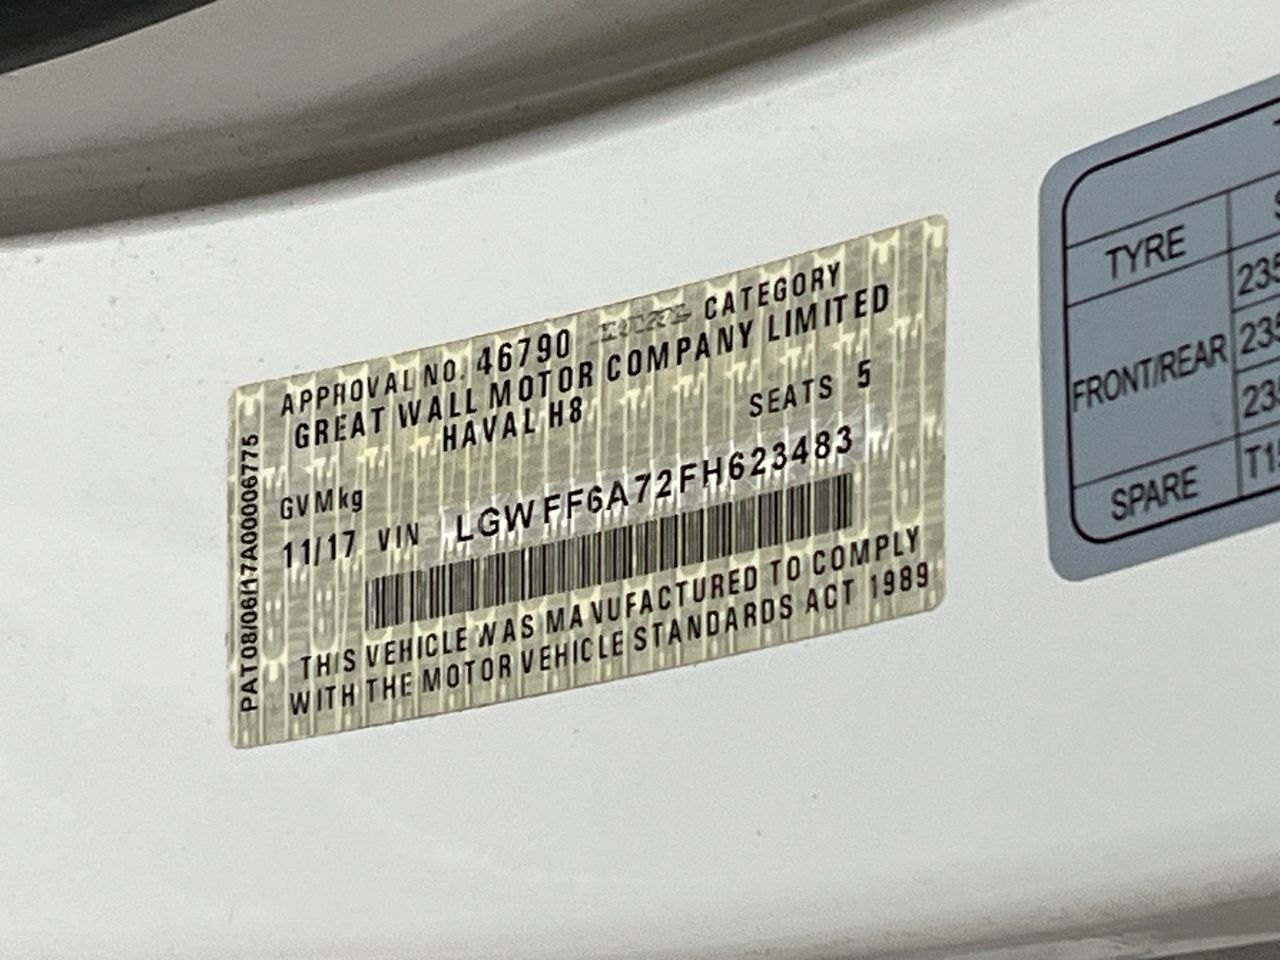 APPROVAL NO. 46790 CATEGORY
GREAT WALL MOTOR COMPANY LIMITED
HAVAL H8 SEATS 5
GVMkg
11/17 VIN LGWFF6A72FH623483
THIS VEHICLE WAS MANUFACTURED TO COMPLY
WITH THE MOTOR VEHICLE STANDARDS ACT 1989
PAT08/06/17A00006775
TYRE
FRONT/REAR
SPARE